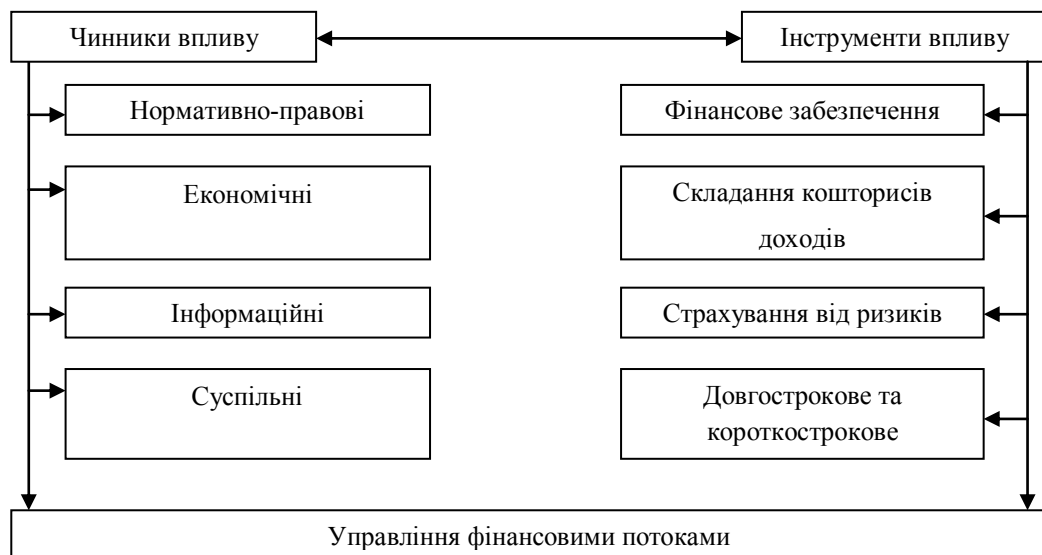 Чинники впливу
Інструменти впливу
Нормативно-правові
Фінансове забезпечення
Економічні
Складання кошторисів
доходів
Інформаційні
Страхування від ризиків
Суспільні
Довгострокове та
короткострокове
Управління фінансовими потоками